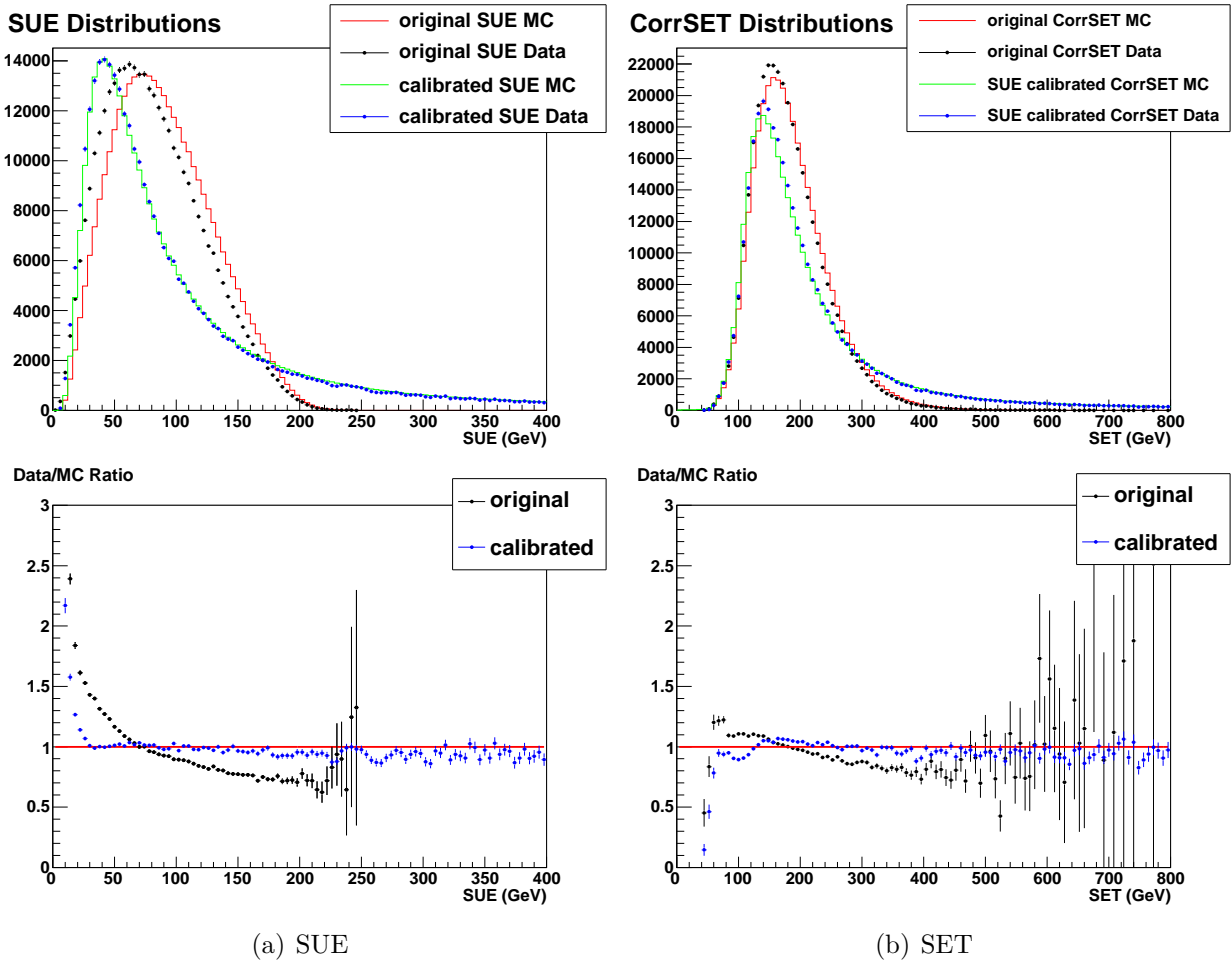 SUE Distributions
original SUE MC
original SUE Data
calibrated SUE MC
calibrated SUE Data
14000
12000
10000
8000
6000
4000
2000
0
0 50 100 150 200 250 300 350 400
SUE (GeV)
CorrSET Distributions
original CorrSET MC
original CorrSET Data
SUE calibrated CorrSET MC
SUE calibrated CorrSET Data
22000
20000
18000
16000
14000
12000
10000
8000
6000
4000
2000
0
0 100 200 300 400 500 600 700 800
SET (GeV)
Data/MC Ratio
original
calibrated
3
2.5
2
1.5
1
0.5
0
0 50 100 150 200 250 300 350 400
SUE (GeV)
Data/MC Ratio
original
calibrated
3
2.5
2
1.5
1
0.5
0
0 100 200 300 400 500 600 700 800
SET (GeV)
(a) SUE
(b) SET